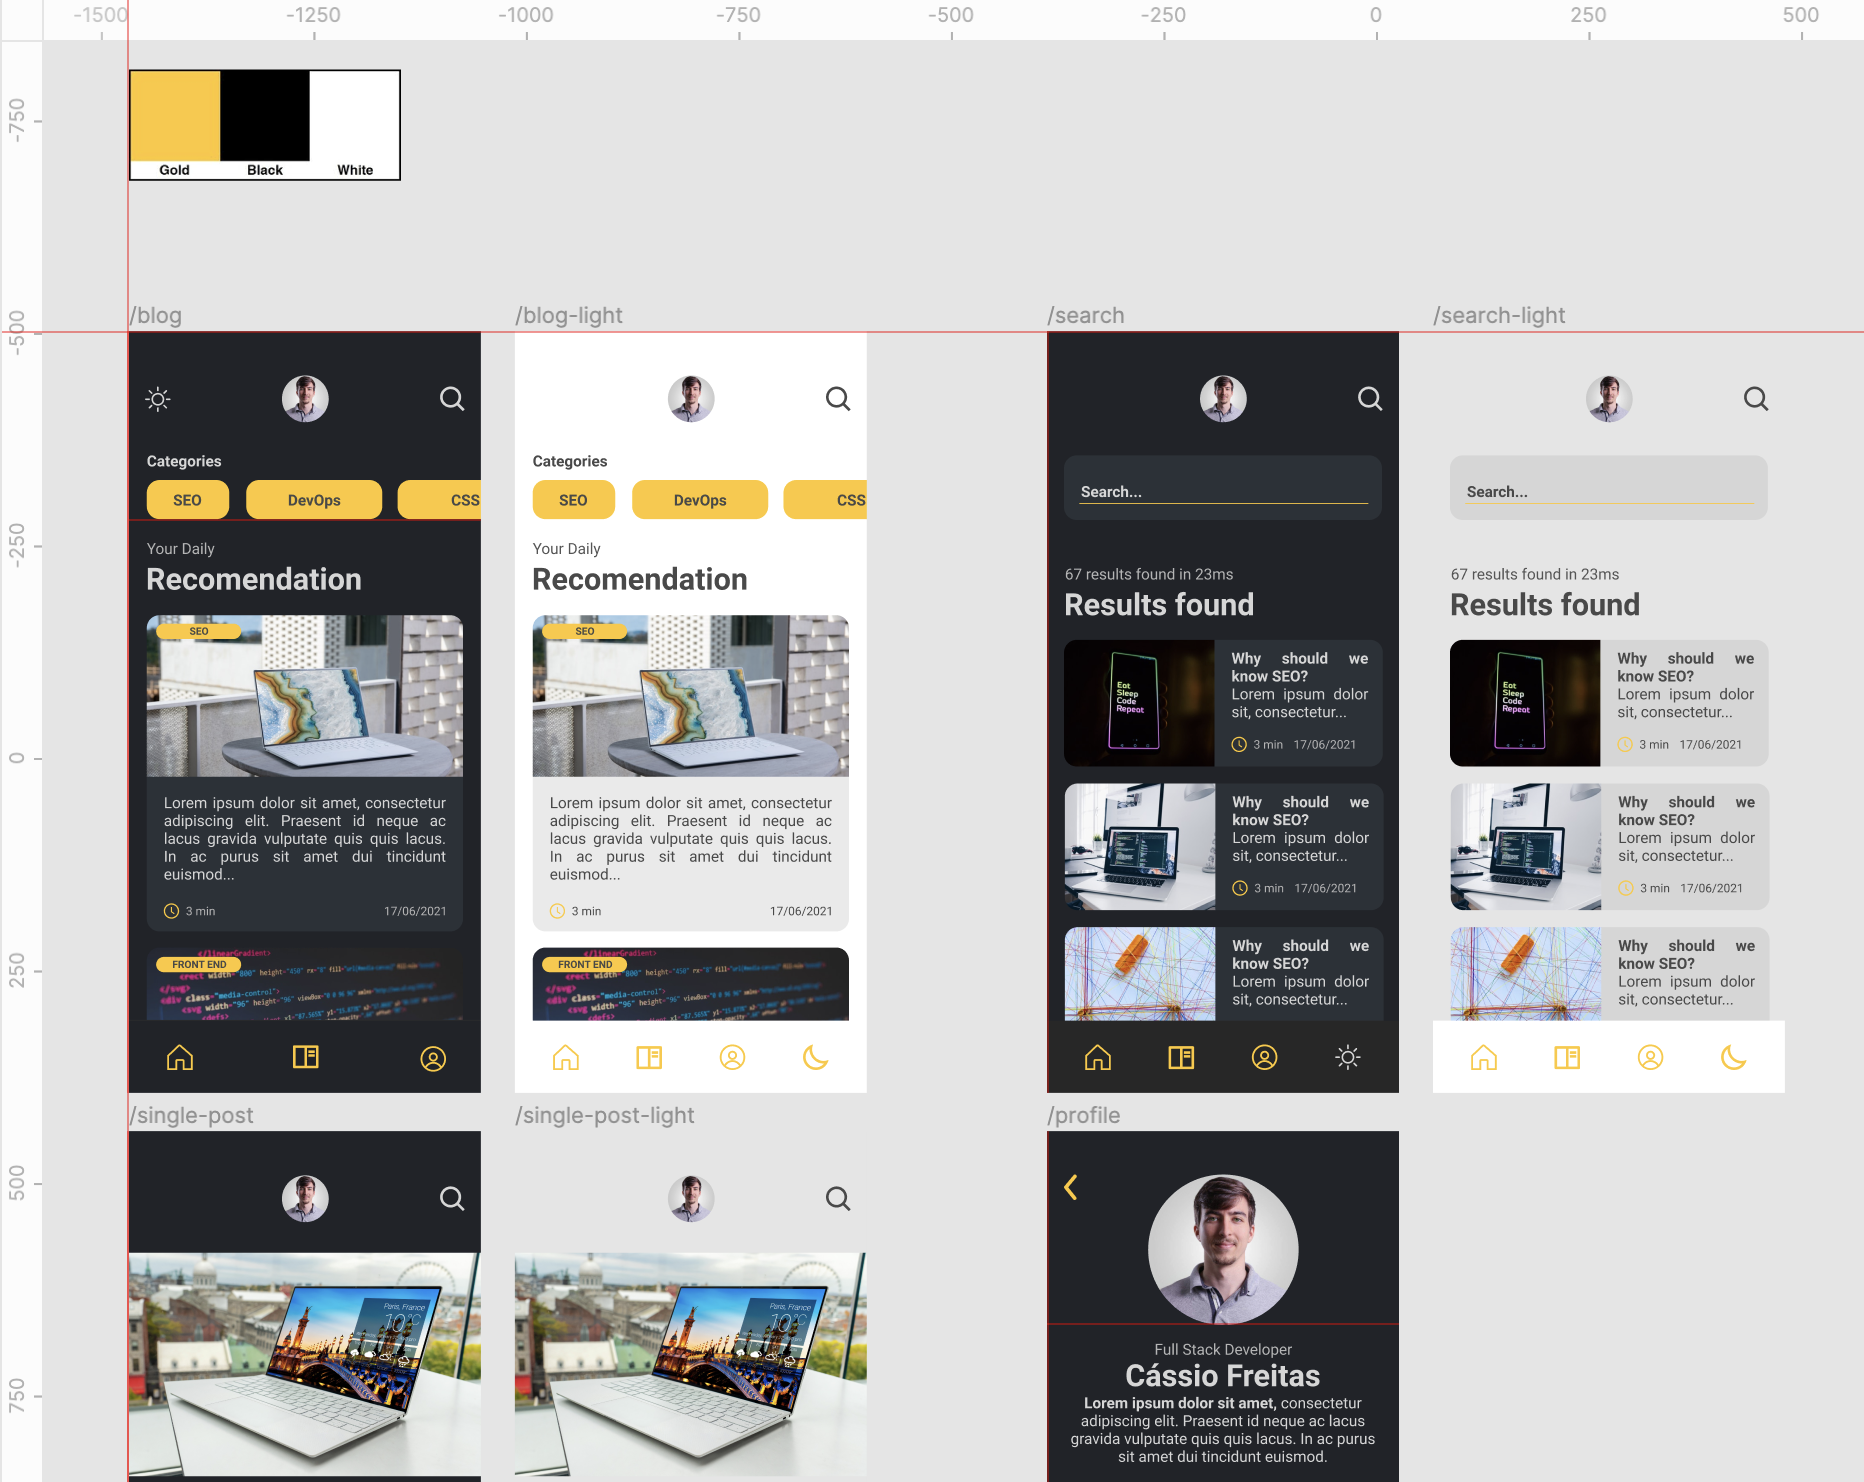 -1500 -1250 -1000 -750 -500 -250 0 250 500
-750
-500
-250
0
250
500
750
Gold Black White
/blog
Categories
SEO DevOps CSS
Your Daily
Recomendation
SEO
Lorem ipsum dolor sit amet, consectetur
adipiscing elit. Praesent id neque ac
lacus gravida vulputate quis quis lacus.
In ac purus sit amet dui tincidunt
euismod...
3 min 17/06/2021
FRONT END
/blog-light
Categories
SEO DevOps CSS
Your Daily
Recomendation
SEO
Lorem ipsum dolor sit amet, consectetur
adipiscing elit. Praesent id neque ac
lacus gravida vulputate quis quis lacus.
In ac purus sit amet dui tincidunt
euismod...
3 min 17/06/2021
FRONT END
/search
Search...
67 results found in 23ms
Results found
Eat
Sleep
Code
Repeat
Why should we
know SEO?
Lorem ipsum dolor
sit, consectetur...
3 min 17/06/2021
Why should we
know SEO?
Lorem ipsum dolor
sit, consectetur...
3 min 17/06/2021
Why should we
know SEO?
Lorem ipsum dolor
sit, consectetur...
/search-light
Search...
67 results found in 23ms
Results found
Eat
Sleep
Code
Repeat
Why should we
know SEO?
Lorem ipsum dolor
sit, consectetur...
3 min 17/06/2021
Why should we
know SEO?
Lorem ipsum dolor
sit, consectetur...
3 min 17/06/2021
Why should we
know SEO?
Lorem ipsum dolor
sit, consectetur...
/single-post
Paris, France
10°C
/single-post-light
Paris, France
10°C
/profile
Full Stack Developer
Cássio Freitas
Lorem ipsum dolor sit amet, consectetur
adipiscing elit. Praesent id neque ac lacus
gravida vulputate quis quis lacus. In ac purus
sit amet dui tincidunt euismod.